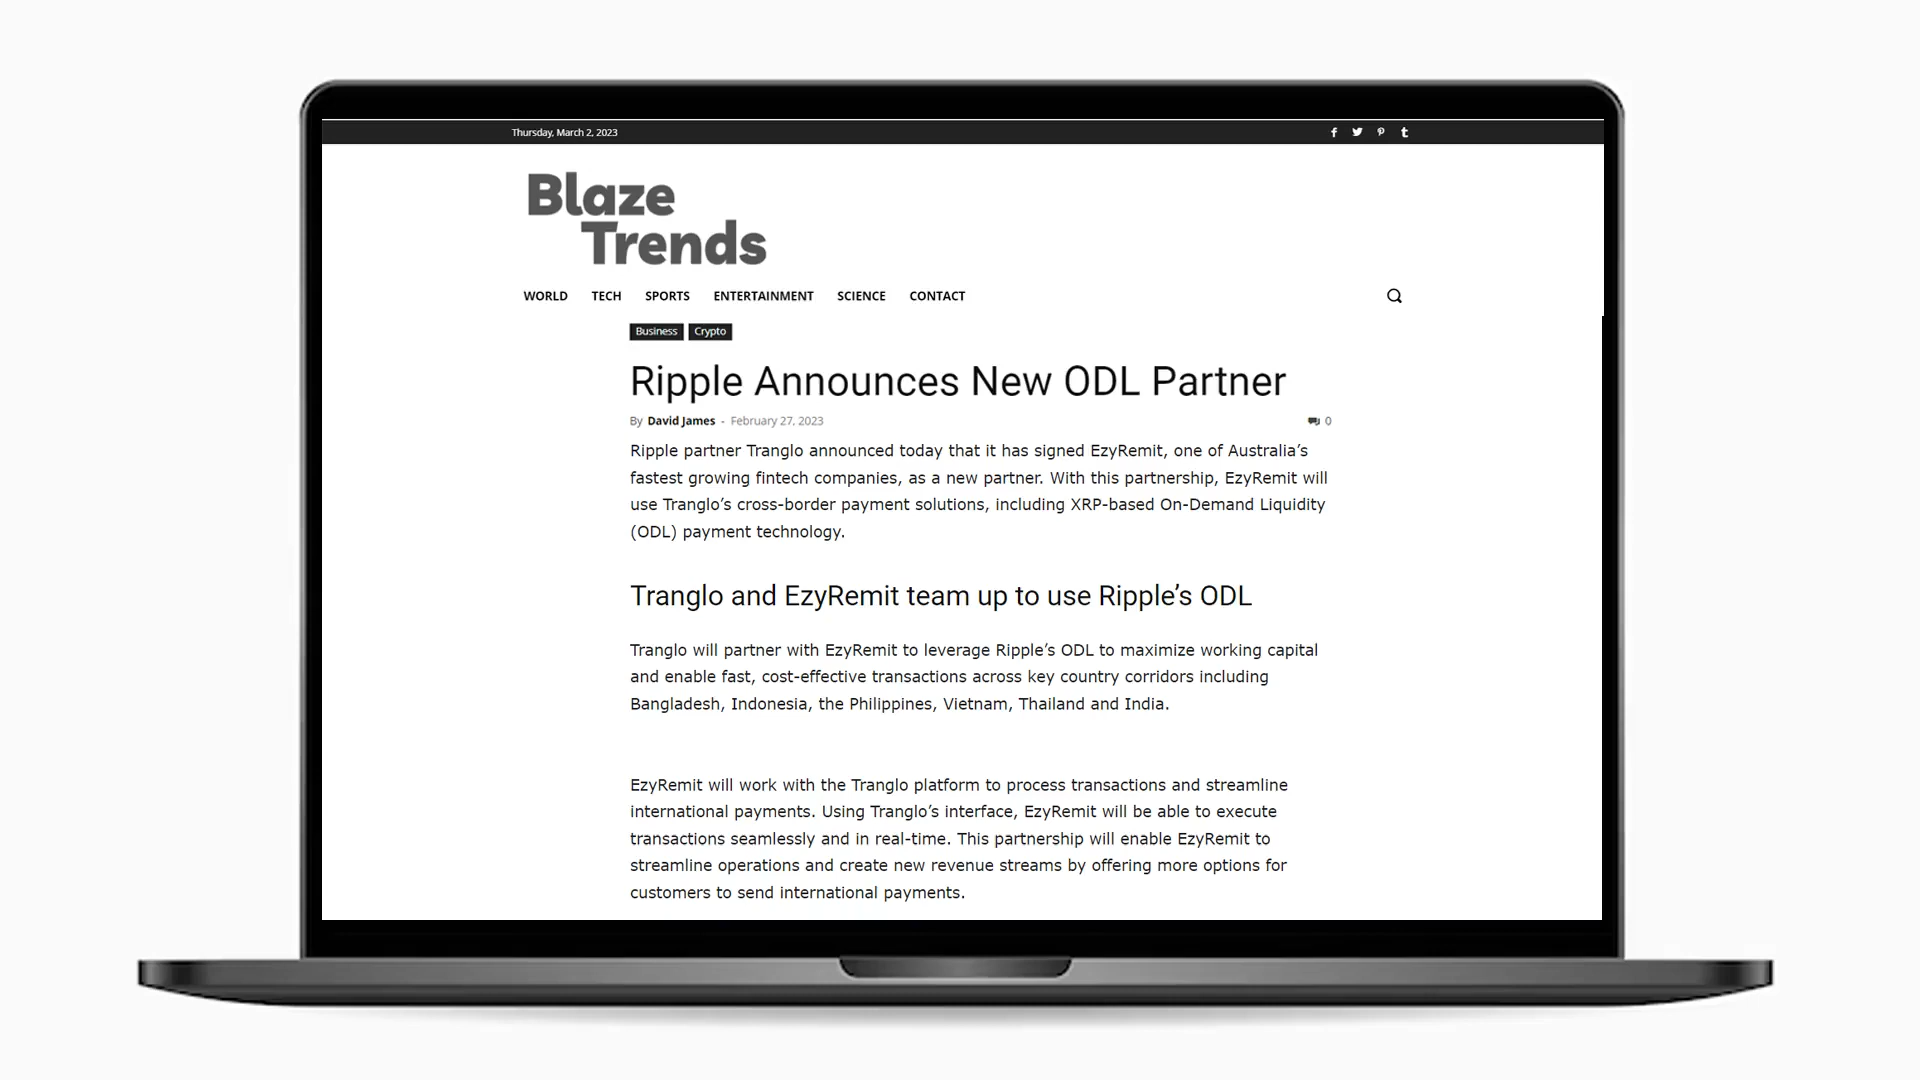 Thursday, March 2, 2023
Blaze
Trends
WORLD TECH SPORTS ENTERTAINMENT SCIENCE CONTACT
Business Crypto
Ripple Announces New ODL Partner
By David James - February 27, 2023 0
Ripple partner Tranglo announced today that it has signed EzyRemit, one of Australia’s
fastest growing fintech companies, as a new partner. With this partnership, EzyRemit will
use Tranglo’s cross-border payment solutions, including XRP-based On-Demand Liquidity
(ODL) payment technology.
Tranglo and EzyRemit team up to use Ripple’s ODL
Tranglo will partner with EzyRemit to leverage Ripple’s ODL to maximize working capital
and enable fast, cost-effective transactions across key country corridors including
Bangladesh, Indonesia, the Philippines, Vietnam, Thailand and India.
EzyRemit will work with the Tranglo platform to process transactions and streamline
international payments. Using Tranglo’s interface, EzyRemit will be able to execute
transactions seamlessly and in real-time. This partnership will enable EzyRemit to
streamline operations and create new revenue streams by offering more options for
customers to send international payments.